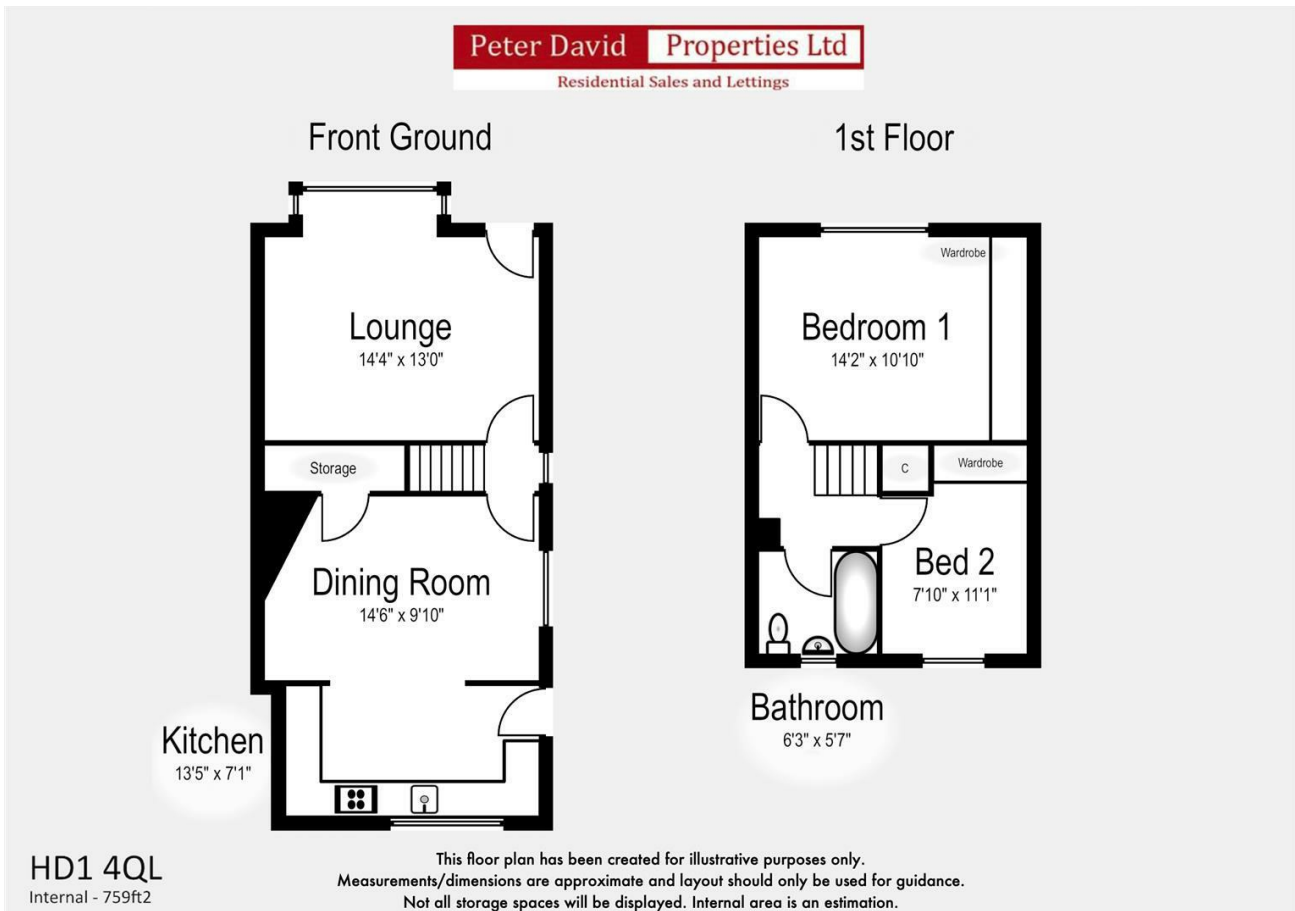 Peter David Properties Ltd
Residential Sales and Lettings
Front Ground
Lounge
14'4" x 13'0"
Storage
Dining Room
14'6" x 9'10"
Kitchen
13'5" x 7'1"
1st Floor
Wardrobe
Bedroom 1
14'2" x 10'10"
C
Wardrobe
Bed 2
7'10" x 11'1"
Bathroom
6'3" x 5'7"
HD1 4QL
Internal - 759ft2
This floor plan has been created for illustrative purposes only.
Measurements/dimensions are approximate and layout should only be used for guidance.
Not all storage spaces will be displayed. Internal area is an estimation.